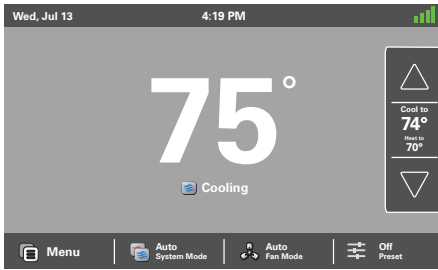 Wed, Jul 13
4:19 PM
75°
Cooling
Cool to
74°
Heat to
70°
Menu
Auto
System Mode
Auto
Fan Mode
Off
Preset